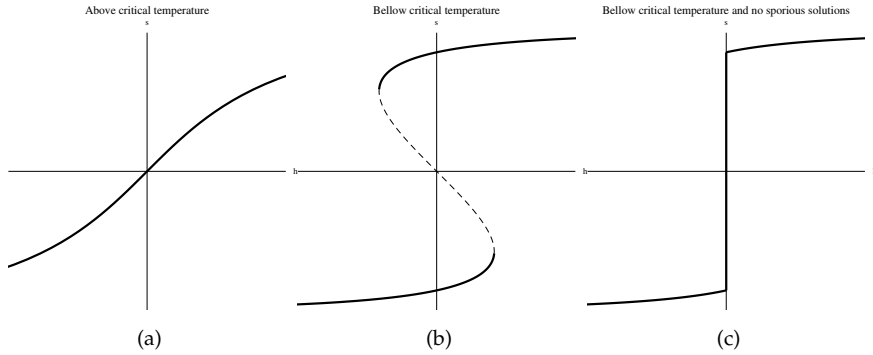 Above critical temperature
s
h
(a)
Bellow critical temperature
s
h
(b)
Bellow critical temperature and no sporious solutions
s
(c)